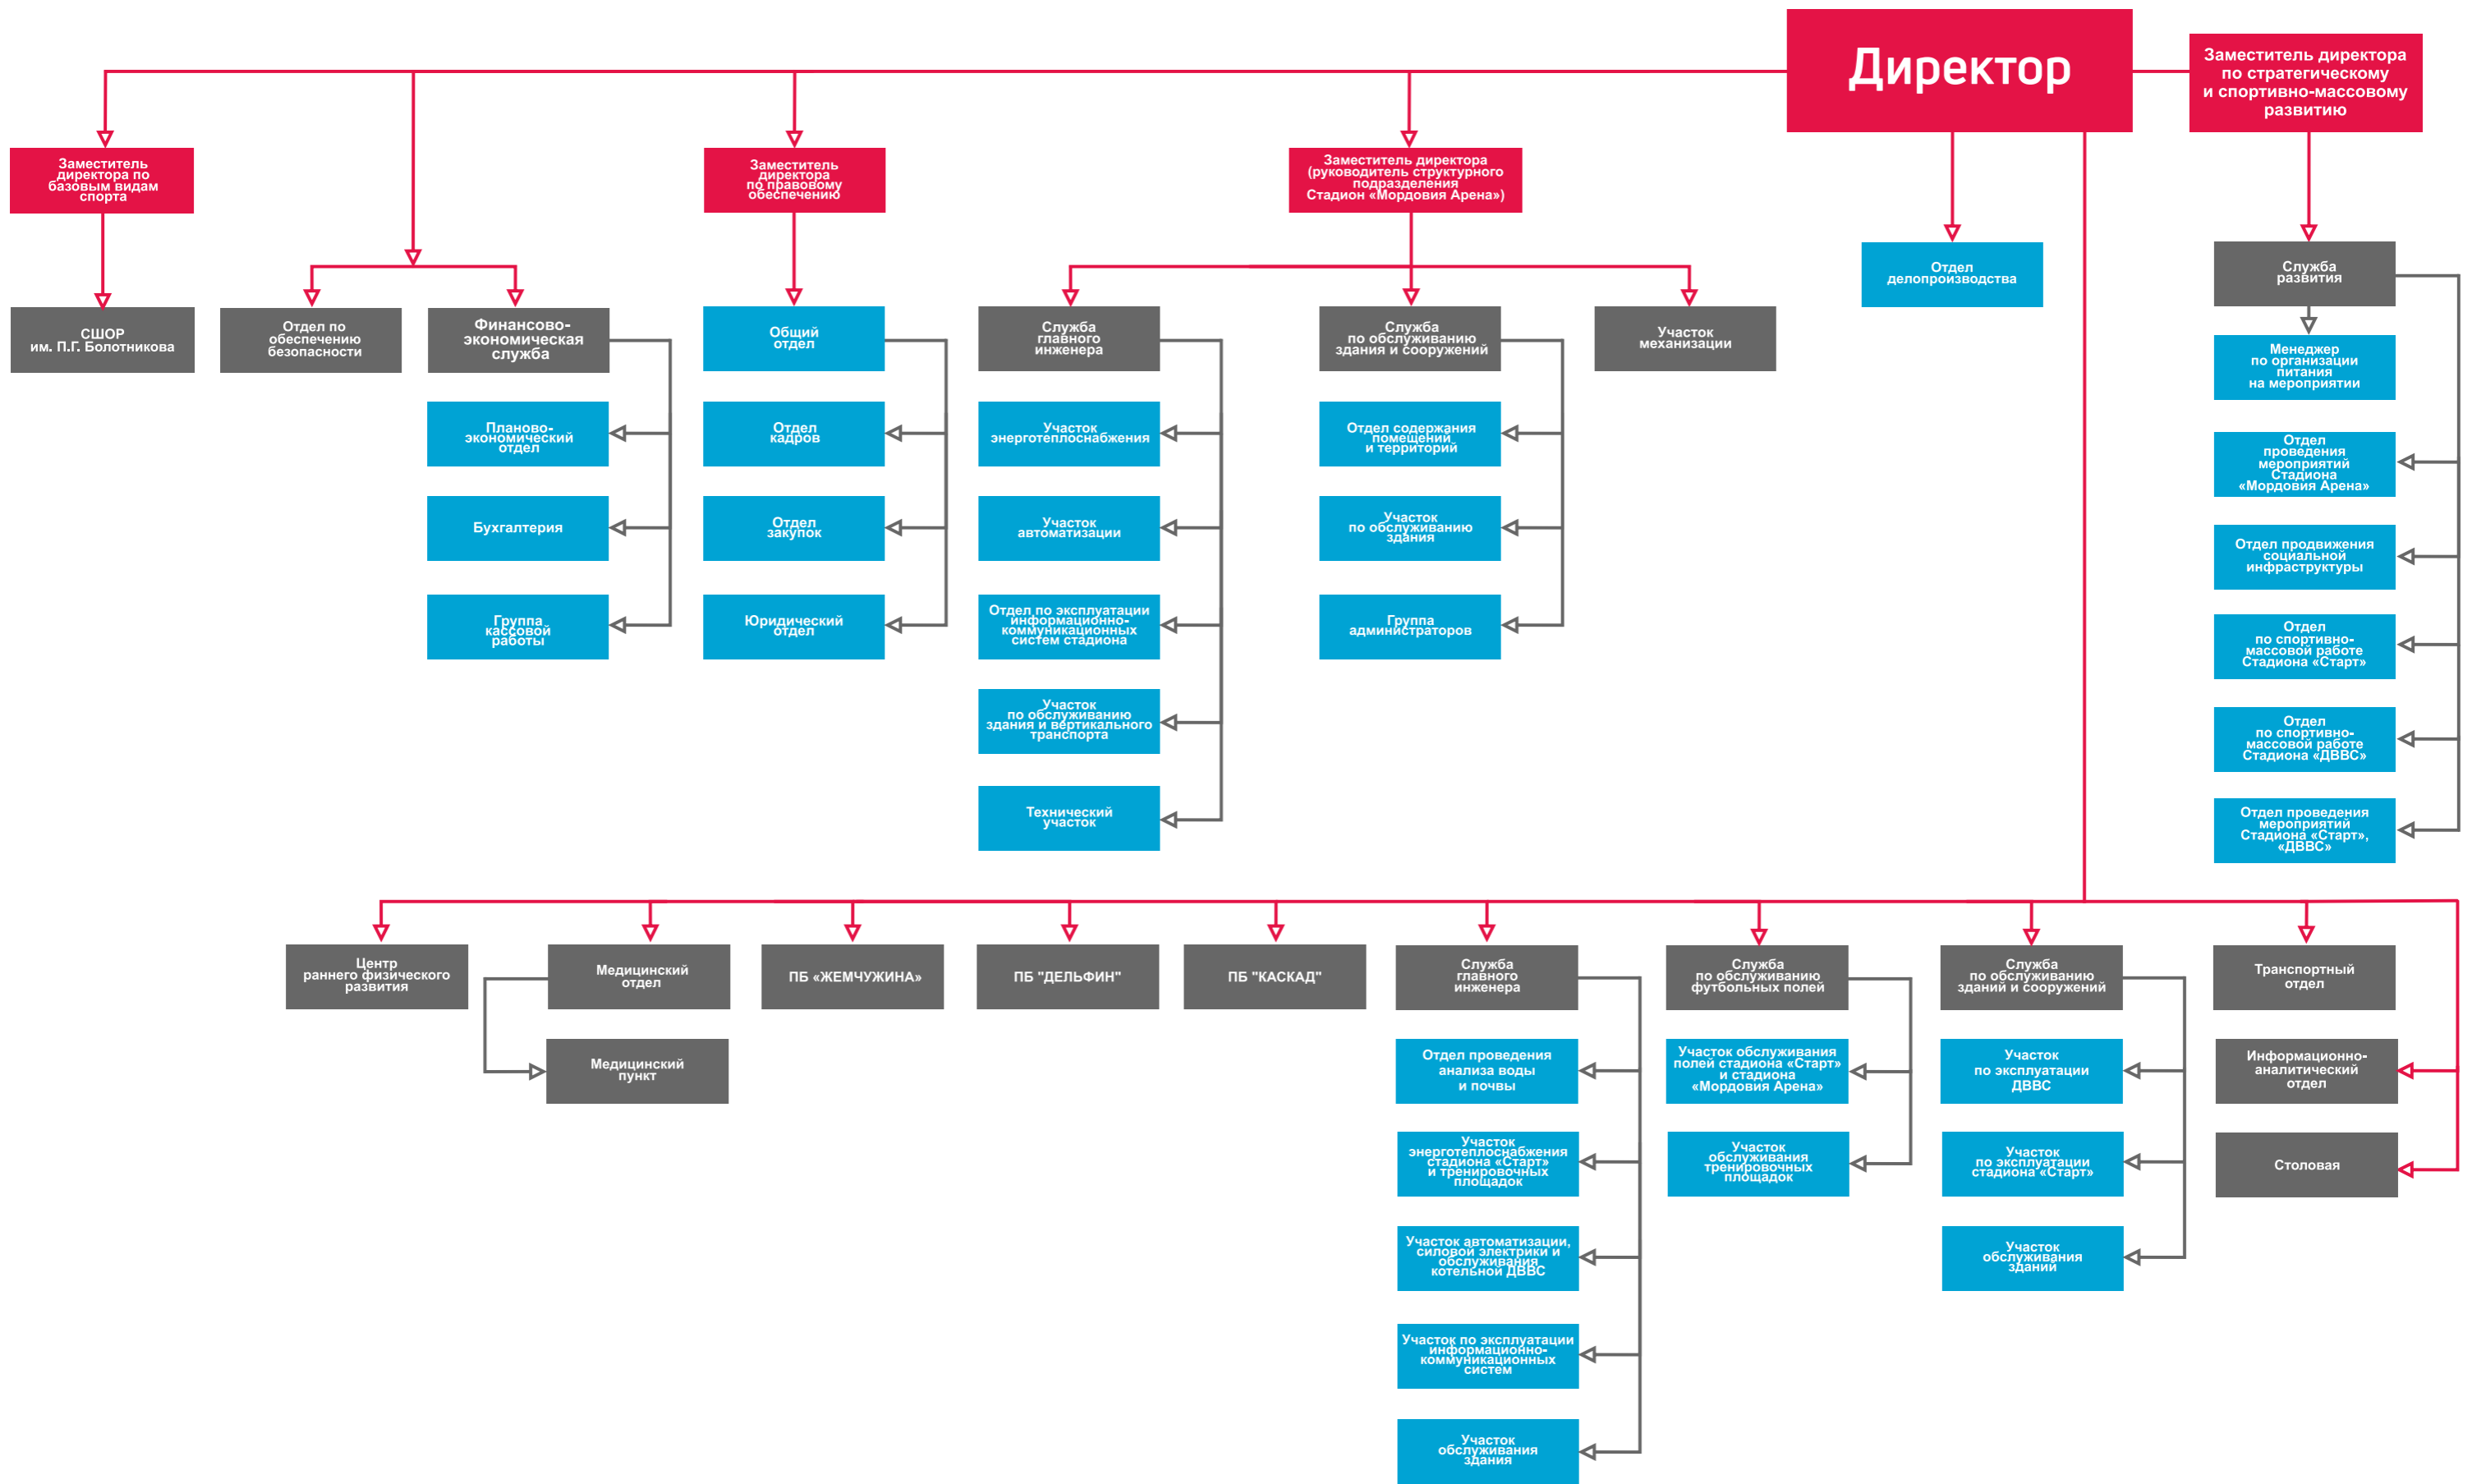 Директор
Заместитель директора
по стратегическому
и спортивно-массовому
развитию
Заместитель
директора по
базовым видам
спорта
Заместитель
директора
по правовому
обеспечению
Заместитель директора
(руководитель структурного
подразделения
Стадион «Мордовия Арена»)
Отдел
делопроизводства
Служба
развития
СШОР
им. П.Г. Болотникова
Отдел по
обеспечению
безопасности
Финансово-
экономическая
служба
Общий
отдел
Служба
главного
инженера
Служба
по обслуживанию
здания и сооружений
Участок
механизации
Менеджер
по организации
питания
на мероприятии
Планово-
экономический
отдел
Отдел
кадров
Участок
энерготеплоснабжения
Отдел содержания
помещений
и территорий
Отдел
проведения
мероприятий
Стадиона
«Мордовия Арена»
Бухгалтерия
Отдел
закупок
Участок
автоматизации
Участок
по обслуживанию
здания
Отдел продвижения
социальной
инфраструктуры
Группа
кассовой
работы
Юридический
отдел
Отдел по эксплуатации
информационно-
коммуникационных
систем стадиона
Группа
администраторов
Отдел
по спортивно-
массовой работе
Стадиона «Старт»
Участок
по обслуживанию
здания и вертикального
транспорта
Отдел
по спортивно-
массовой работе
Стадиона «ДВВС»
Технический
участок
Отдел проведения
мероприятий
Стадиона «Старт»,
«ДВВС»
Центр
раннего физического
развития
Медицинский
отдел
ПБ «ЖЕМЧУЖИНА»
ПБ "ДЕЛЬФИН"
ПБ "КАСКАД"
Служба
главного
инженера
Служба
по обслуживанию
футбольных полей
Служба
по обслуживанию
зданий и сооружений
Транспортный
отдел
Медицинский
пункт
Отдел проведения
анализа воды
и почвы
Участок обслуживания
полей стадиона «Старт»
и стадиона
«Мордовия Арена»
Участок
по эксплуатации
ДВВС
Информационно-
аналитический
отдел
Участок
энерготеплоснабжения
стадиона «Старт»
и тренировочных
площадок
Участок
обслуживания
тренировочных
площадок
Участок
по эксплуатации
стадиона «Старт»
Столовая
Участок автоматизации,
силовой электрики и
обслуживания
котельной ДВВС
Участок
обслуживания
зданий
Участок по эксплуатации
информационно-
коммуникационных
систем
Участок
обслуживания
здания